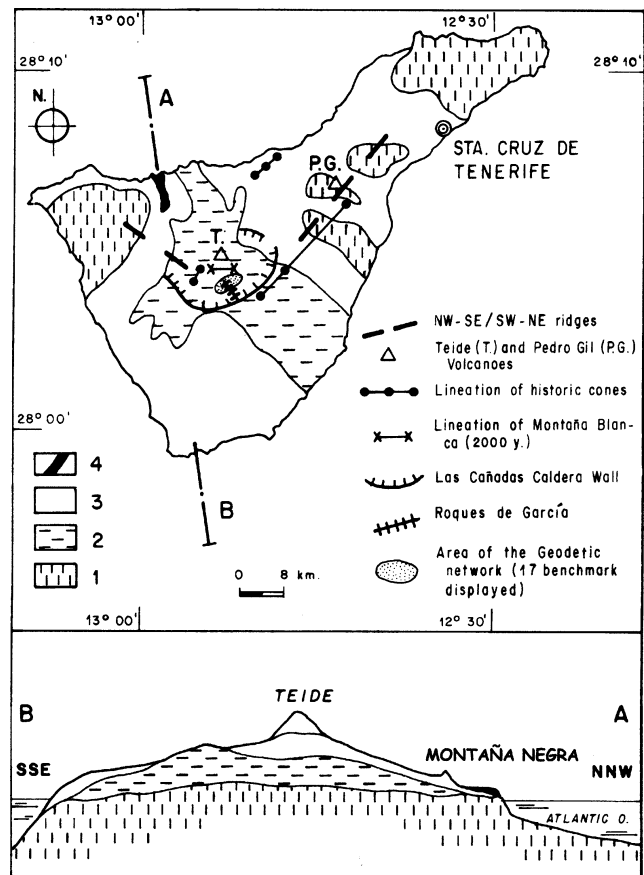 13° 00'
12° 30'
28° 10'
28° 10'
N.
A
STA. CRUZ DE
TENERIFE
P.G.
T.
NW-SE/SW-NE ridges
Teide (T.) and Pedro Gil (P.G.)
Volcanoes
Lineation of historic cones
28° 00'
Lineation of Montaña Blan-
ca (2000 y.)
4
3
2
1
B
Las Cañadas Caldera Wall
Roques de García
Area of the Geodetic
network (17 benchmark
displayed)
0 8 km.
13° 00'
12° 30'
TEIDE
B
A
MONTAÑA NEGRA
SSE
NNW
ATLANTIC O.